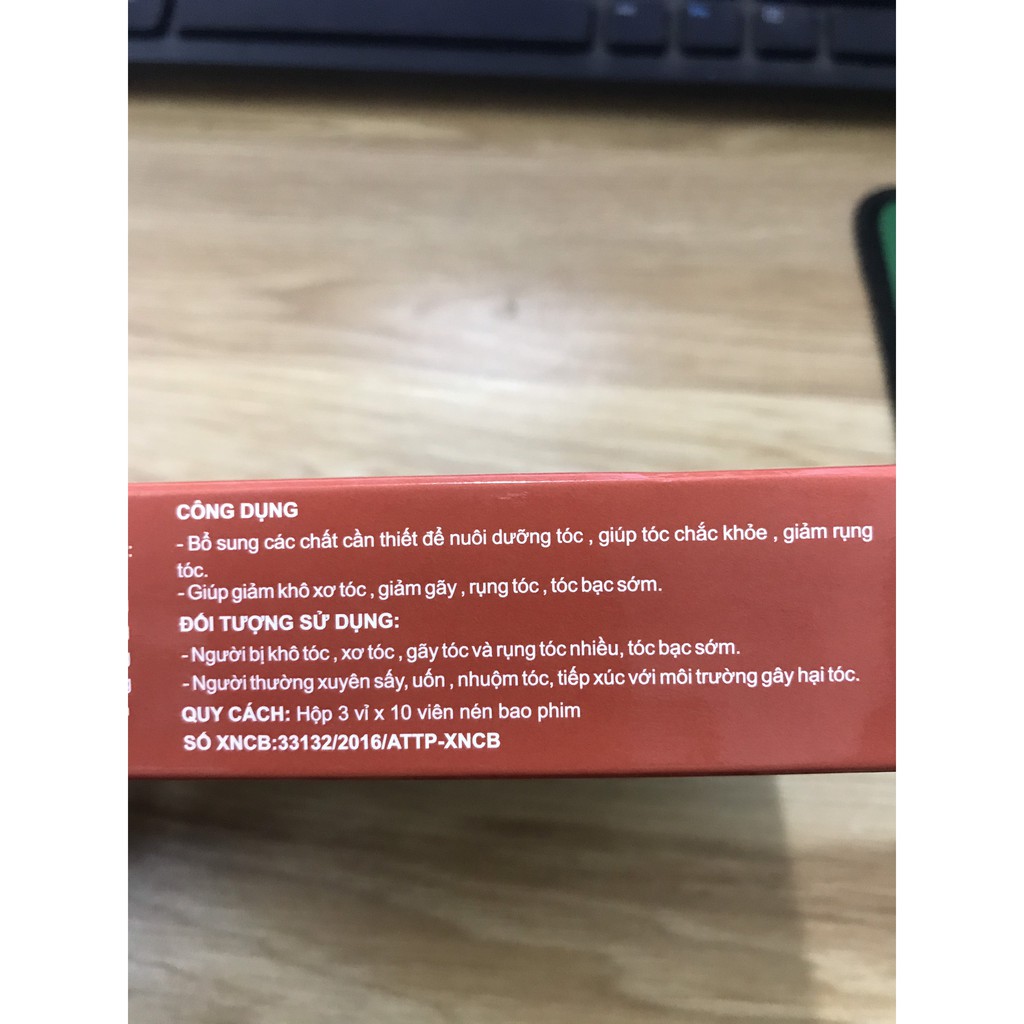 CÔNG DỤNG
- Bổ sung các chất cần thiết để nuôi dưỡng tóc , giúp tóc chắc khỏe , giảm rụng
tóc.
- Giúp giảm khô xơ tóc , giảm gãy , rụng tóc , tóc bạc sớm.
ĐỐI TƯỢNG SỬ DỤNG:
- Người bị khô tóc , xơ tóc , gãy tóc và rụng tóc nhiều, tóc bạc sớm.
- Người thường xuyên sấy, uốn , nhuộm tóc, tiếp xúc với môi trường gây hại tóc.
QUY CÁCH: Hộp 3 vỉ x 10 viên nén bao phim
SỐ XNCB:33132/2016/ATTP-XNCB